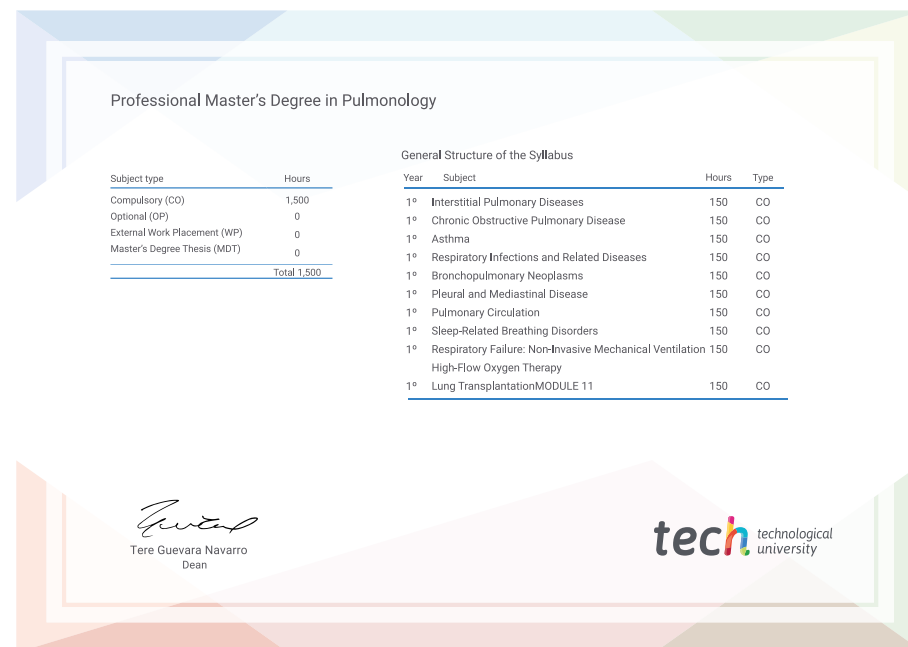 Professional Master's Degree in Pulmonology
Subject type Hours
Compulsory (CO) 1,500
Optional (OP) 0
External Work Placement (WP) 0
Master's Degree Thesis (MDT) 0
Total 1,500
General Structure of the Syllabus
Year Subject Hours Type
1º Interstitial Pulmonary Diseases 150 CO
1º Chronic Obstructive Pulmonary Disease 150 CO
1º Asthma 150 CO
1º Respiratory Infections and Related Diseases 150 CO
1º Bronchopulmonary Neoplasms 150 CO
1º Pleural and Mediastinal Disease 150 CO
1º Pulmonary Circulation 150 CO
1º Sleep-Related Breathing Disorders 150 CO
1º Respiratory Failure: Non-Invasive Mechanical Ventilation 150 CO
High-Flow Oxygen Therapy
1º Lung TransplantationMODULE 11 150 CO
Tere Guevara Navarro
Dean
tech technological
university